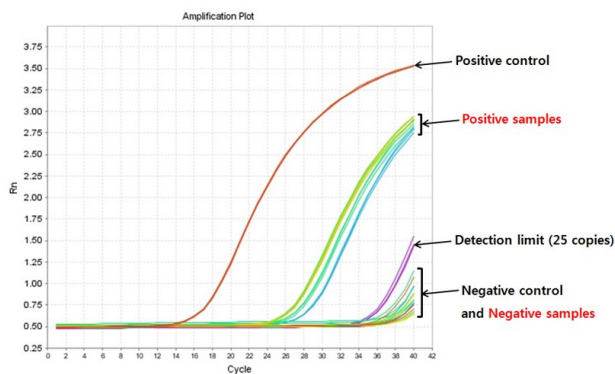 Amplification Plot
3.75
3.50
3.25
3.00
2.75
2.50
2.25
2.00
1.75
1.50
1.25
1.00
0.75
0.50
0.25
Rn
0 2 4 6 8 10 12 14 16 18 20 22 24 26 28 30 32 34 36 38 40 42
Cycle
Positive control
Positive samples
Detection limit (25 copies)
Negative control
and Negative samples